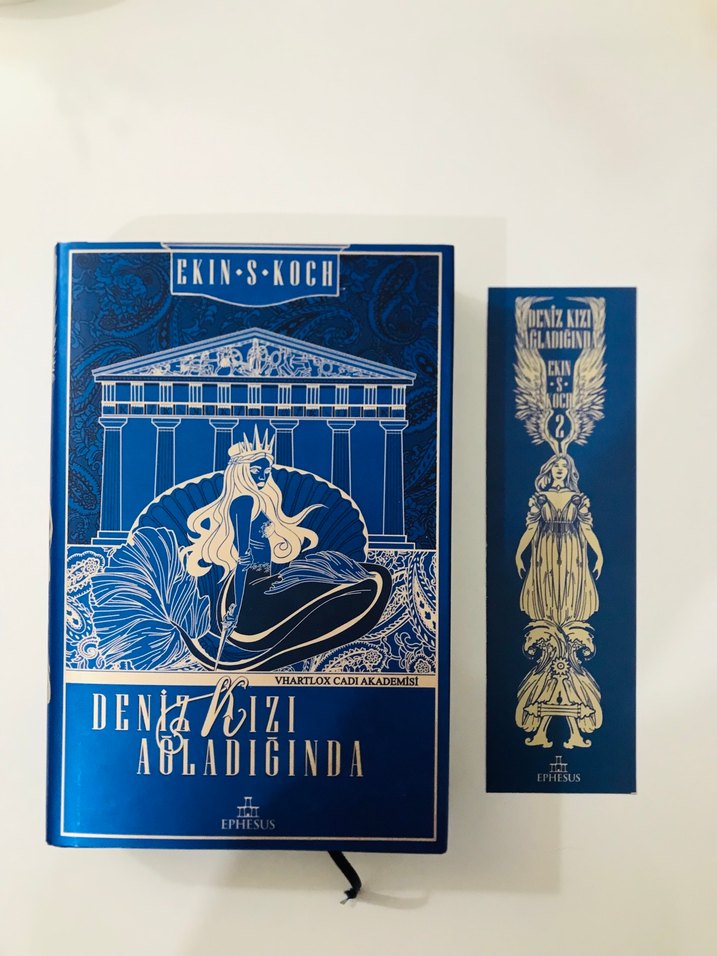 EKIN · S · KOCH
VHARTLOX CADI AKADEMİSİ
DENİZ KIZI
AĞLADIĞINDA
EPHESUS
DENİZ KIZI
AĞLADIĞINDA
EKIN
· S ·
KOCH
2
EPHESUS